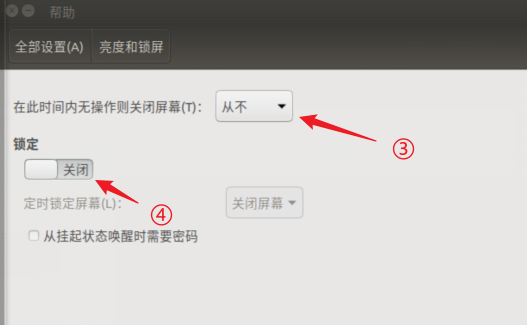 帮助
全部设置(A) 亮度和锁屏
在此时间内无操作则关闭屏幕(T)： 从不
③
锁定
关闭
④
定时锁定屏幕(L)： 关闭屏幕
从挂起状态唤醒时需要密码